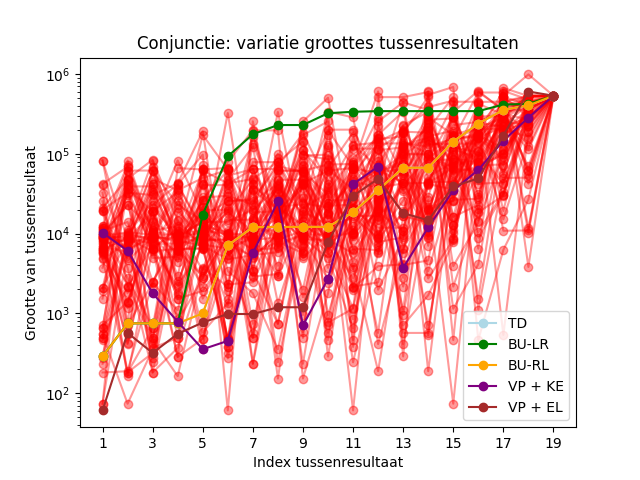 Conjunctie: variatie groottes tussenresultaten
Grootte van tussenresultaat
10^6
10^5
10^4
10^3
10^2
TD
BU-LR
BU-RL
VP + KE
VP + EL
1 3 5 7 9 11 13 15 17 19
Index tussenresultaat